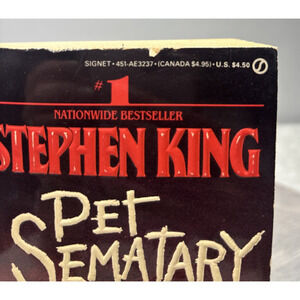 SIGNET • 451-AE3237 • (CANADA $4.95) • U.S. $4.50
#1
NATIONWIDE BESTSELLER
STEPHEN KING
PET
SEMATARY